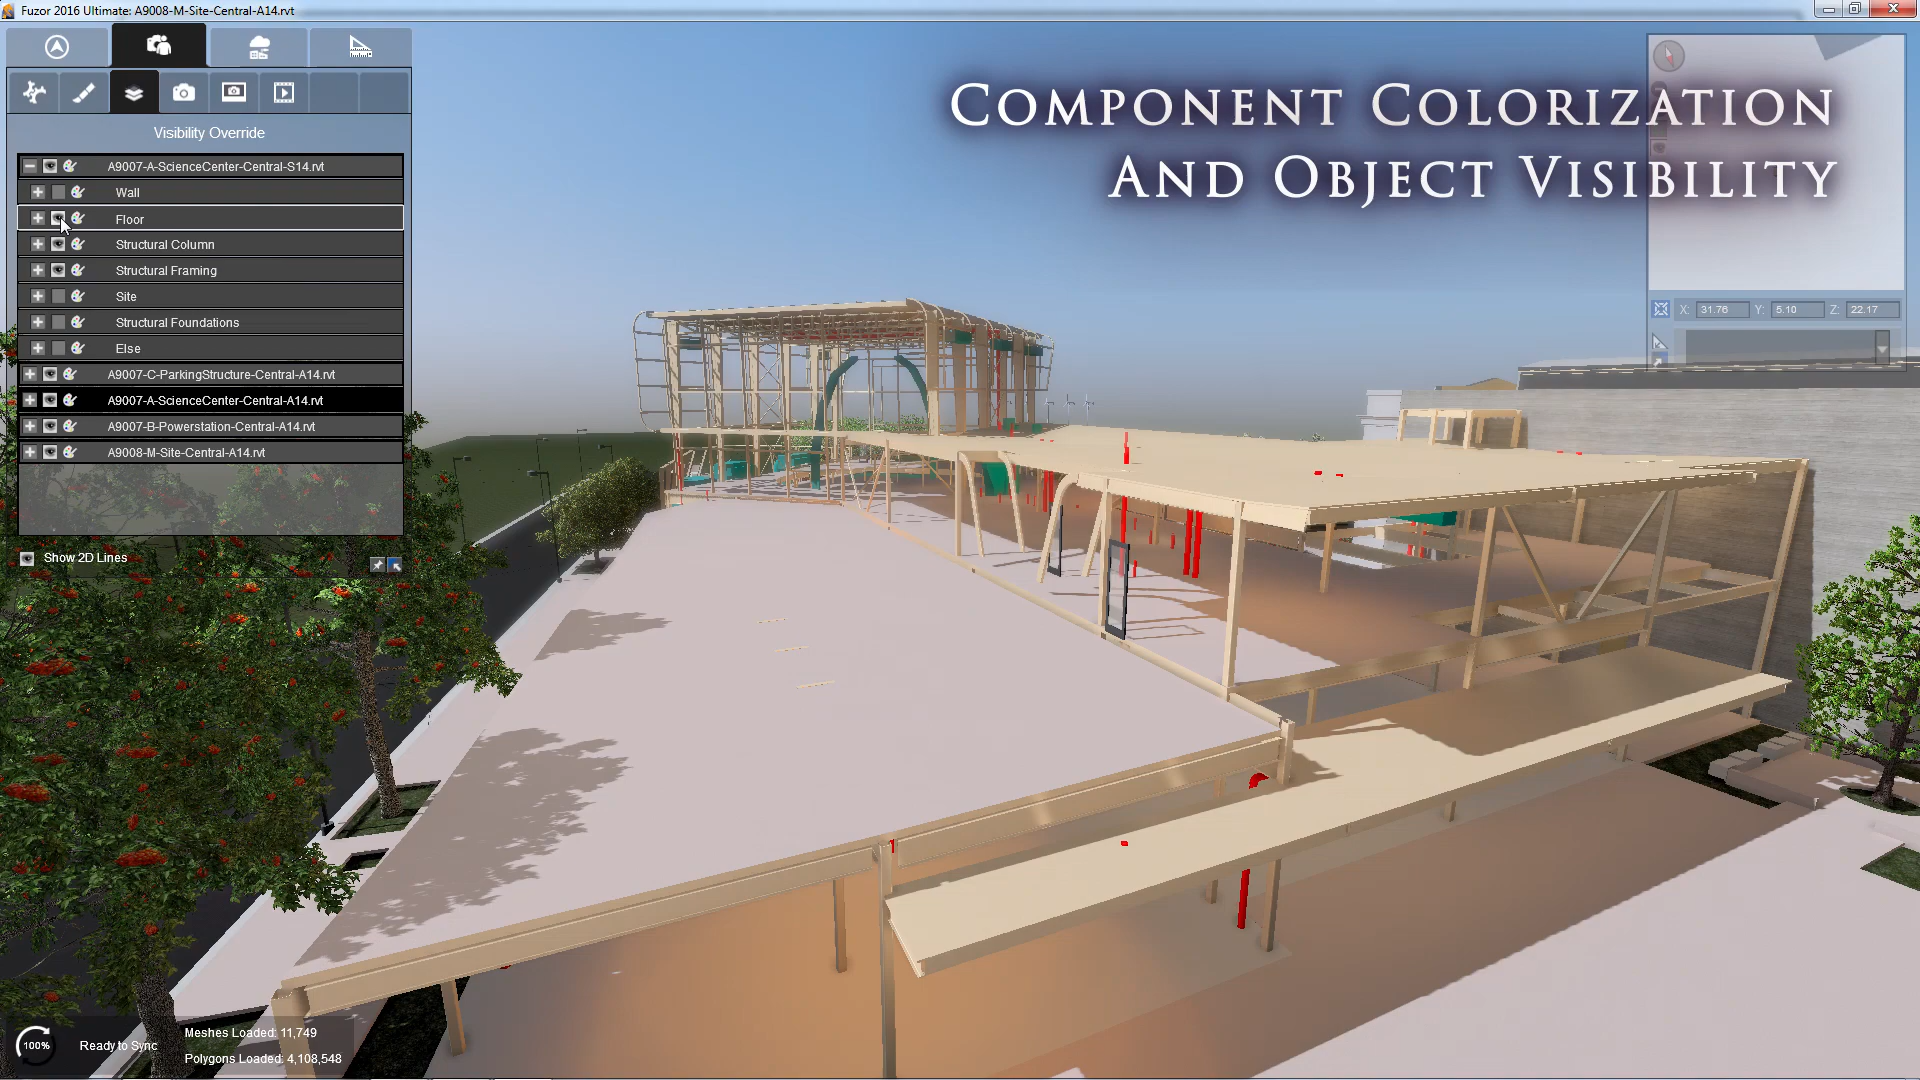 Fuzor 2016 Ultimate: A9008-M-Site-Central-A14.rvt
Component Colorization
And Object Visibility
Visibility Override
A9007-A-ScienceCenter-Central-S14.rvt
Wall
Floor
Structural Column
Structural Framing
Site
Structural Foundations
Else
A9007-C-ParkingStructure-Central-A14.rvt
A9007-A-ScienceCenter-Central-A14.rvt
A9007-B-Powerstation-Central-A14.rvt
A9008-M-Site-Central-A14.rvt
Show 2D Lines
X: 31.76 Y: 5.10 Z: 22.17
100%
Ready to Sync
Meshes Loaded: 11,749
Polygons Loaded: 4,108,548